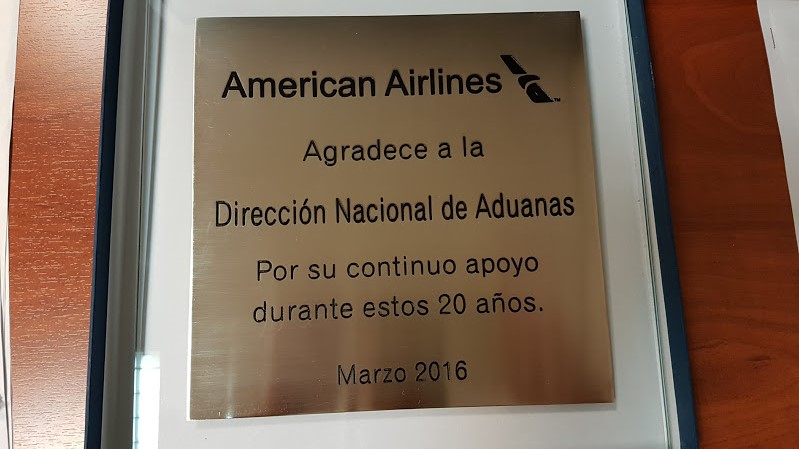 American Airlines
Agradece a la
Dirección Nacional de Aduanas
Por su continuo apoyo
durante estos 20 años.
Marzo 2016